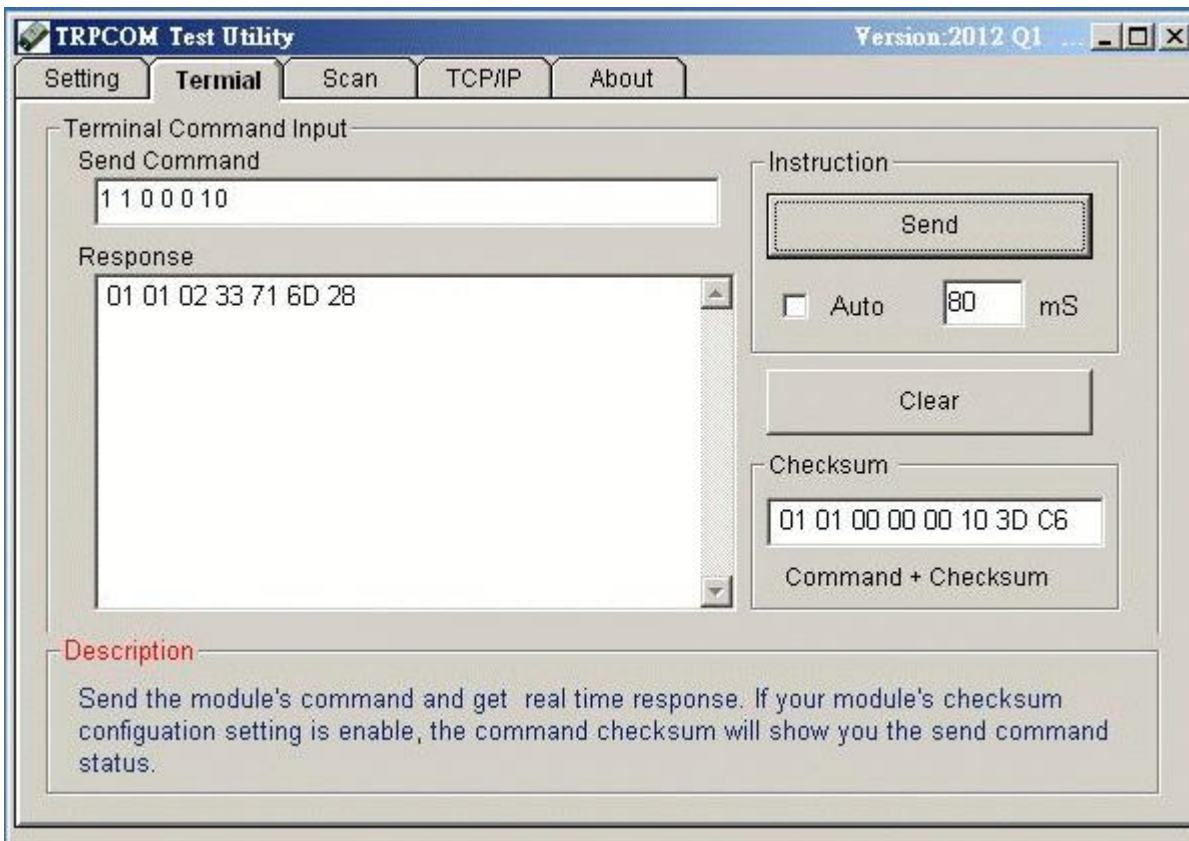 TRPCOM Test Utility Version:2012 Q1 ...
Setting Termial Scan TCP/IP About
Terminal Command Input
Send Command
1 1 0 0 0 10
Response
01 01 02 33 71 6D 28
Instruction
Send
Auto 80 mS
Clear
Checksum
01 01 00 00 00 10 3D C6
Command + Checksum
Description
Send the module's command and get real time response. If your module's checksum
configuation setting is enable, the command checksum will show you the send command
status.